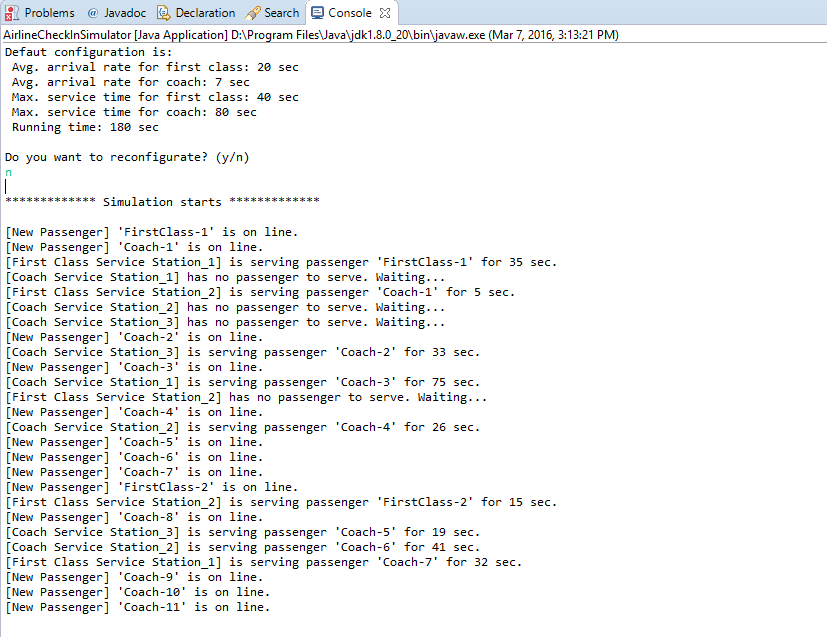 Problems @ Javadoc Declaration Search Console
AirlineCheckInSimulator [Java Application] D:\Program Files\Java\jdk1.8.0_20\bin\javaw.exe (Mar 7, 2016, 3:13:21 PM)
Defaut configuration is:
Avg. arrival rate for first class: 20 sec
Avg. arrival rate for coach: 7 sec
Max. service time for first class: 40 sec
Max. service time for coach: 80 sec
Running time: 180 sec
Do you want to reconfigurate? (y/n)
n
************* Simulation starts *************
[New Passenger] 'FirstClass-1' is on line.
[New Passenger] 'Coach-1' is on line.
[First Class Service Station_1] is serving passenger 'FirstClass-1' for 35 sec.
[Coach Service Station_1] has no passenger to serve. Waiting...
[First Class Service Station_2] is serving passenger 'Coach-1' for 5 sec.
[Coach Service Station_2] has no passenger to serve. Waiting...
[Coach Service Station_3] has no passenger to serve. Waiting...
[New Passenger] 'Coach-2' is on line.
[Coach Service Station_3] is serving passenger 'Coach-2' for 33 sec.
[New Passenger] 'Coach-3' is on line.
[Coach Service Station_1] is serving passenger 'Coach-3' for 75 sec.
[First Class Service Station_2] has no passenger to serve. Waiting...
[New Passenger] 'Coach-4' is on line.
[Coach Service Station_2] is serving passenger 'Coach-4' for 26 sec.
[New Passenger] 'Coach-5' is on line.
[New Passenger] 'Coach-6' is on line.
[New Passenger] 'Coach-7' is on line.
[New Passenger] 'FirstClass-2' is on line.
[First Class Service Station_2] is serving passenger 'FirstClass-2' for 15 sec.
[New Passenger] 'Coach-8' is on line.
[Coach Service Station_3] is serving passenger 'Coach-5' for 19 sec.
[Coach Service Station_2] is serving passenger 'Coach-6' for 41 sec.
[First Class Service Station_1] is serving passenger 'Coach-7' for 32 sec.
[New Passenger] 'Coach-9' is on line.
[New Passenger] 'Coach-10' is on line.
[New Passenger] 'Coach-11' is on line.